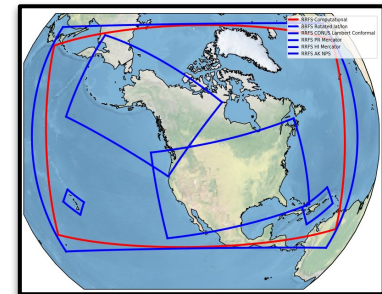 RRFS Computational
RRFS Rotated lat/lon
RRFS CONUS Lambert Conformal
RRFS PR Mercator
RRFS HI Mercator
RRFS AK NPS